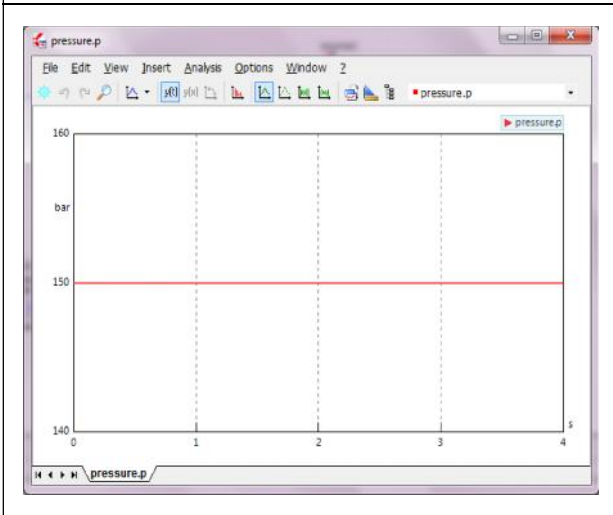 pressure.p
File Edit View Insert Analysis Options Window ?
y(t) y(x) pressure.p
pressure.p
160
bar
150
140
s
0 1 2 3 4
pressure.p